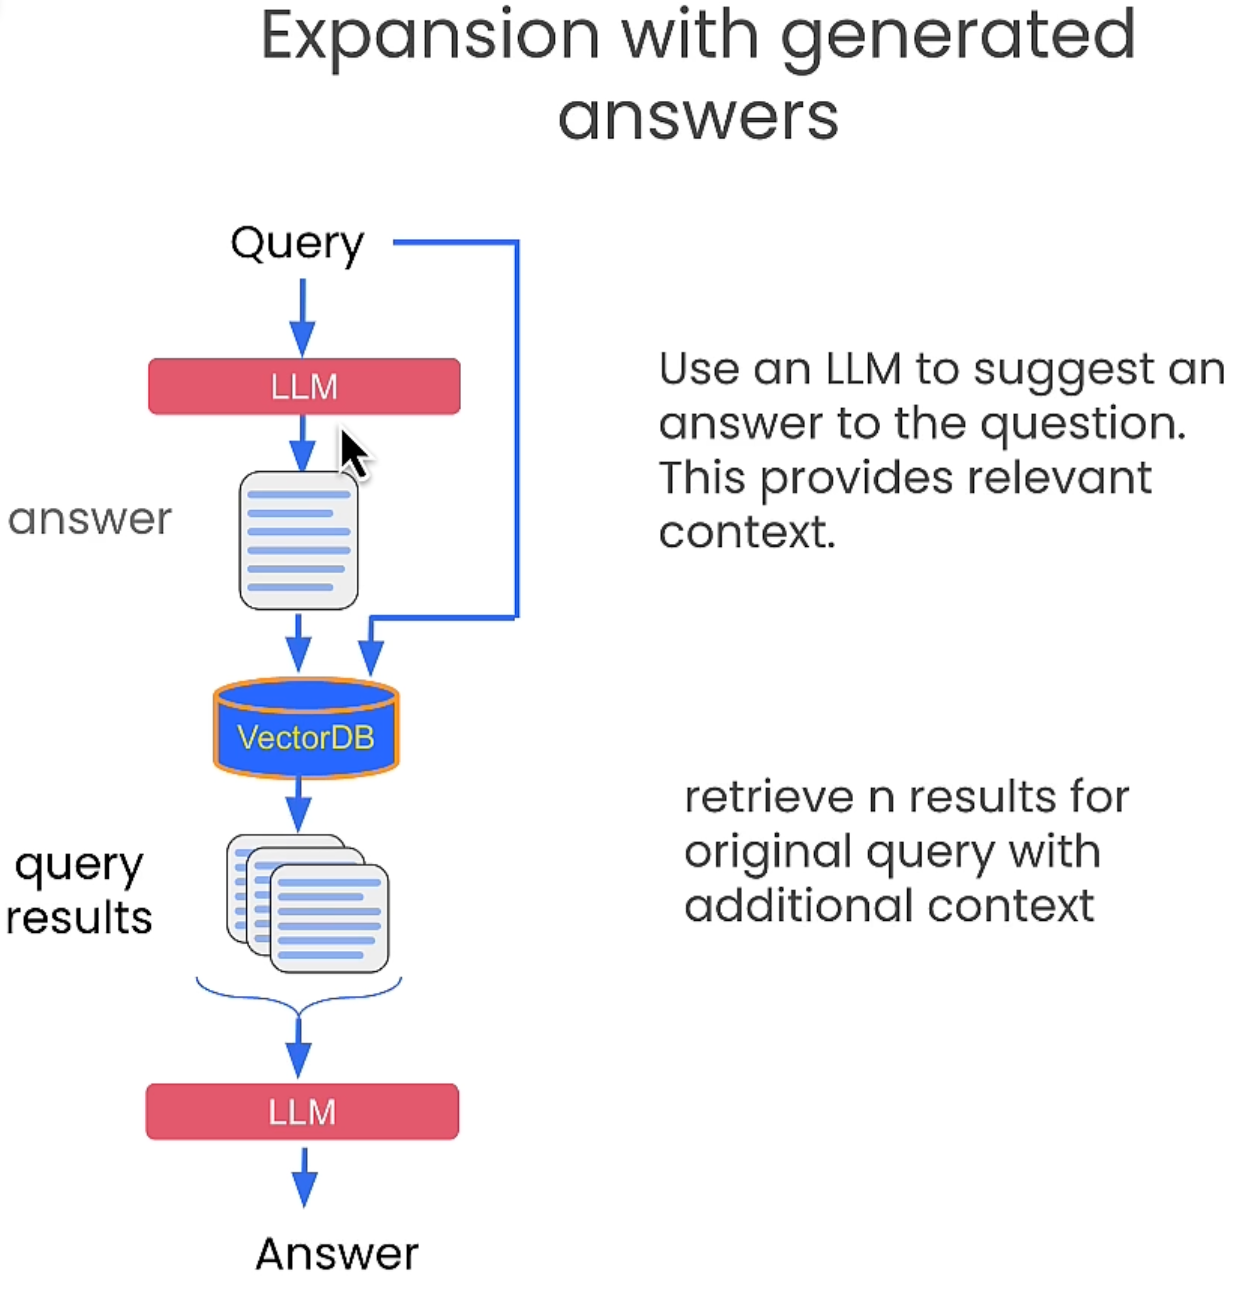 Expansion with generated
answers
Query
LLM
Use an LLM to suggest an
answer to the question.
This provides relevant
context.
answer
VectorDB
retrieve n results for
original query with
additional context
query
results
LLM
Answer